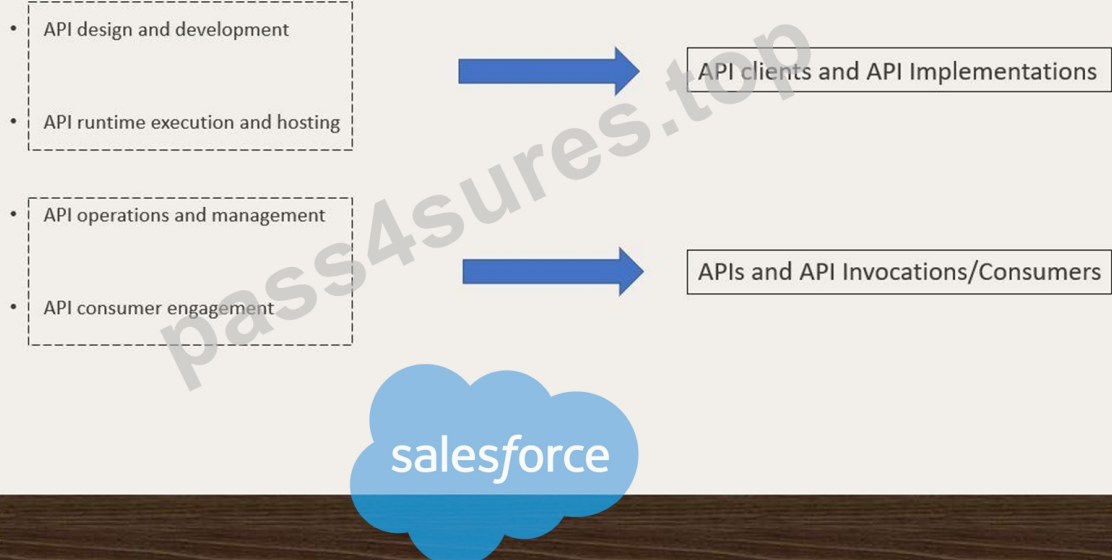 • API design and development
API clients and API Implementations
• API runtime execution and hosting
• API operations and management
APIs and API Invocations/Consumers
• API consumer engagement
pass4sures.top
salesforce